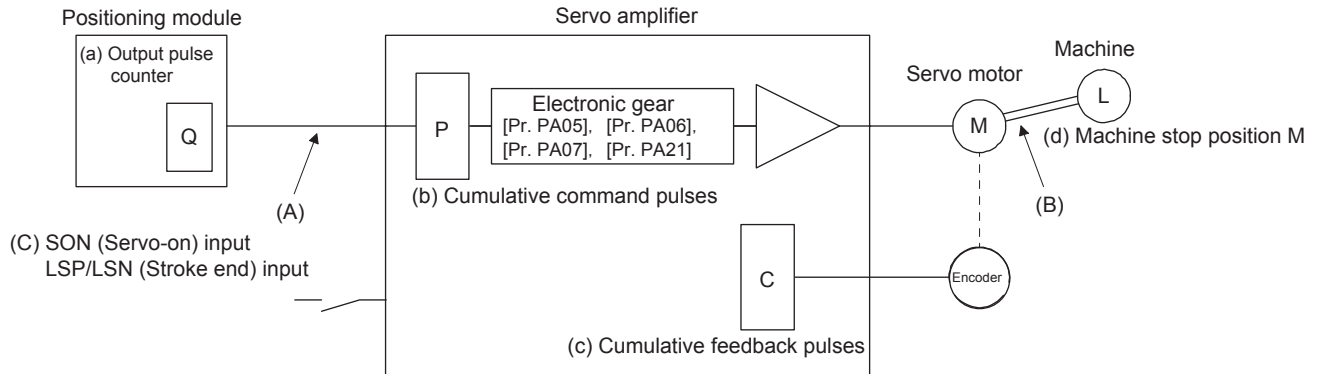 Positioning module
Servo amplifier
(a) Output pulse
counter
Q
Machine
Servo motor
L
P
Electronic gear
[Pr. PA05], [Pr. PA06],
[Pr. PA07], [Pr. PA21]
M
(d) Machine stop position M
(b) Cumulative command pulses
(A)
(B)
(C) SON (Servo-on) input
LSP/LSN (Stroke end) input
C
Encoder
(c) Cumulative feedback pulses